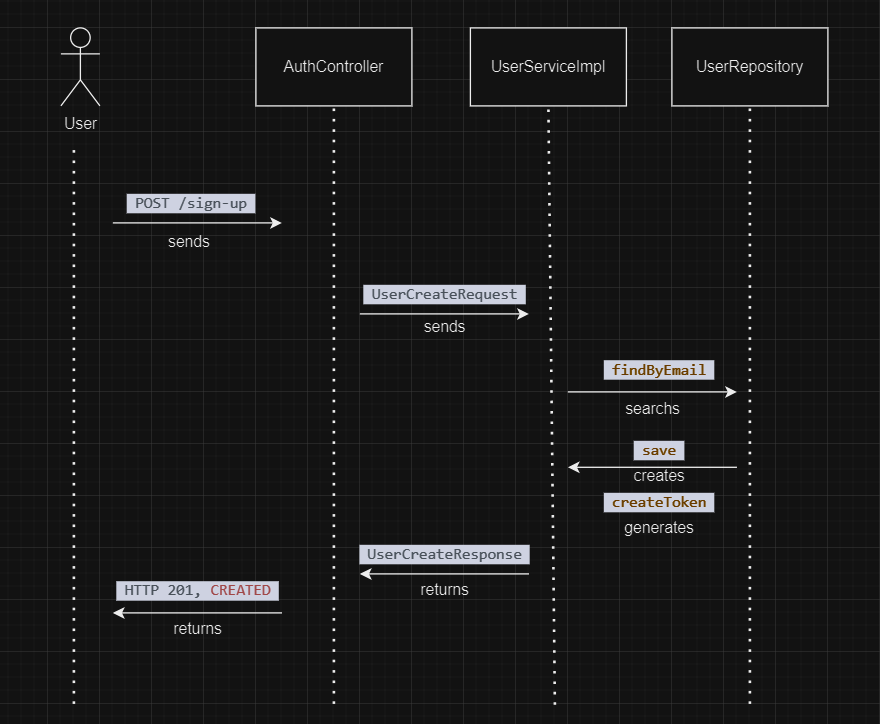 AuthController
UserServiceImpl
UserRepository
User
POST /sign-up
sends
UserCreateRequest
sends
findByEmail
searchs
save
creates
createToken
generates
UserCreateResponse
returns
HTTP 201, CREATED
returns